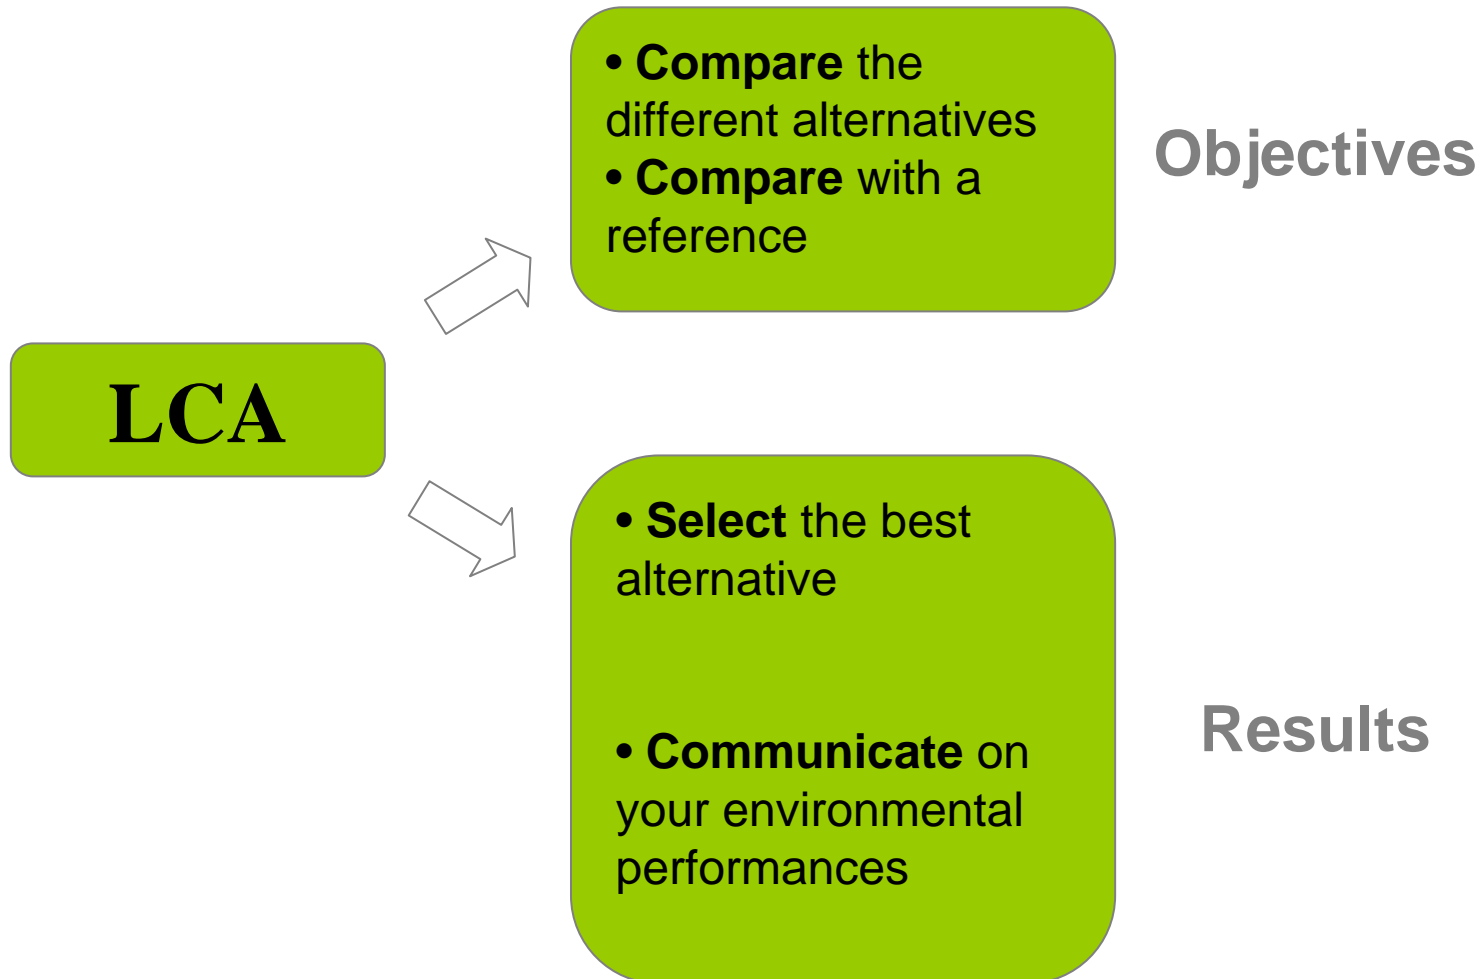 • Compare the
different alternatives
• Compare with a
reference
Objectives
LCA
• Select the best
alternative
• Communicate on
your environmental
performances
Results